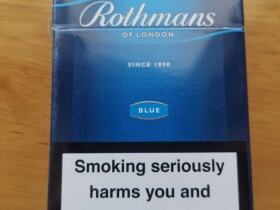 Rothmans
OF LONDON
SINCE 1890
BLUE
Smoking seriously
harms you and